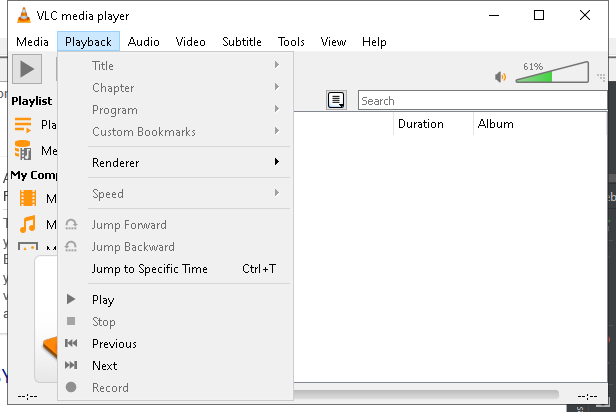 VLC media player
Media Playback Audio Video Subtitle Tools View Help
61%
Title
Chapter
Program
Custom Bookmarks
Renderer
Speed
Jump Forward
Jump Backward
Jump to Specific Time Ctrl+T
Play
Stop
Previous
Next
Record
Playlist
Pla
Me
My Comp
M
M
M
Search
Duration Album
--:-- --:--